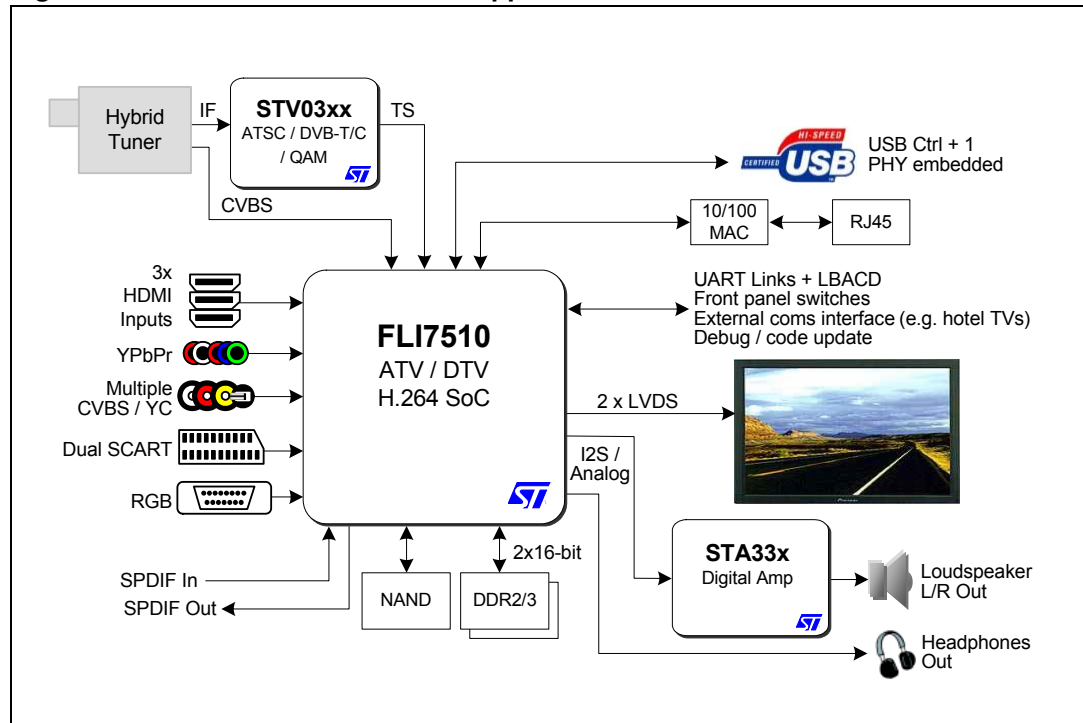 Hybrid
Tuner
IF
STV03xx
ATSC / DVB-T/C
/ QAM
TS
CVBS
HI-SPEED
CERTIFIED USB
USB Ctrl + 1
PHY embedded
10/100
MAC
RJ45
3x
HDMI
Inputs
YPbPr
Multiple
CVBS / YC
Dual SCART
RGB
FLI7510
ATV / DTV
H.264 SoC
UART Links + LBACD
Front panel switches
External coms interface (e.g. hotel TVs)
Debug / code update
2 x LVDS
I2S /
Analog
SPDIF In
SPDIF Out
NAND
2x16-bit
DDR2/3
STA33x
Digital Amp
Loudspeaker
L/R Out
Headphones
Out